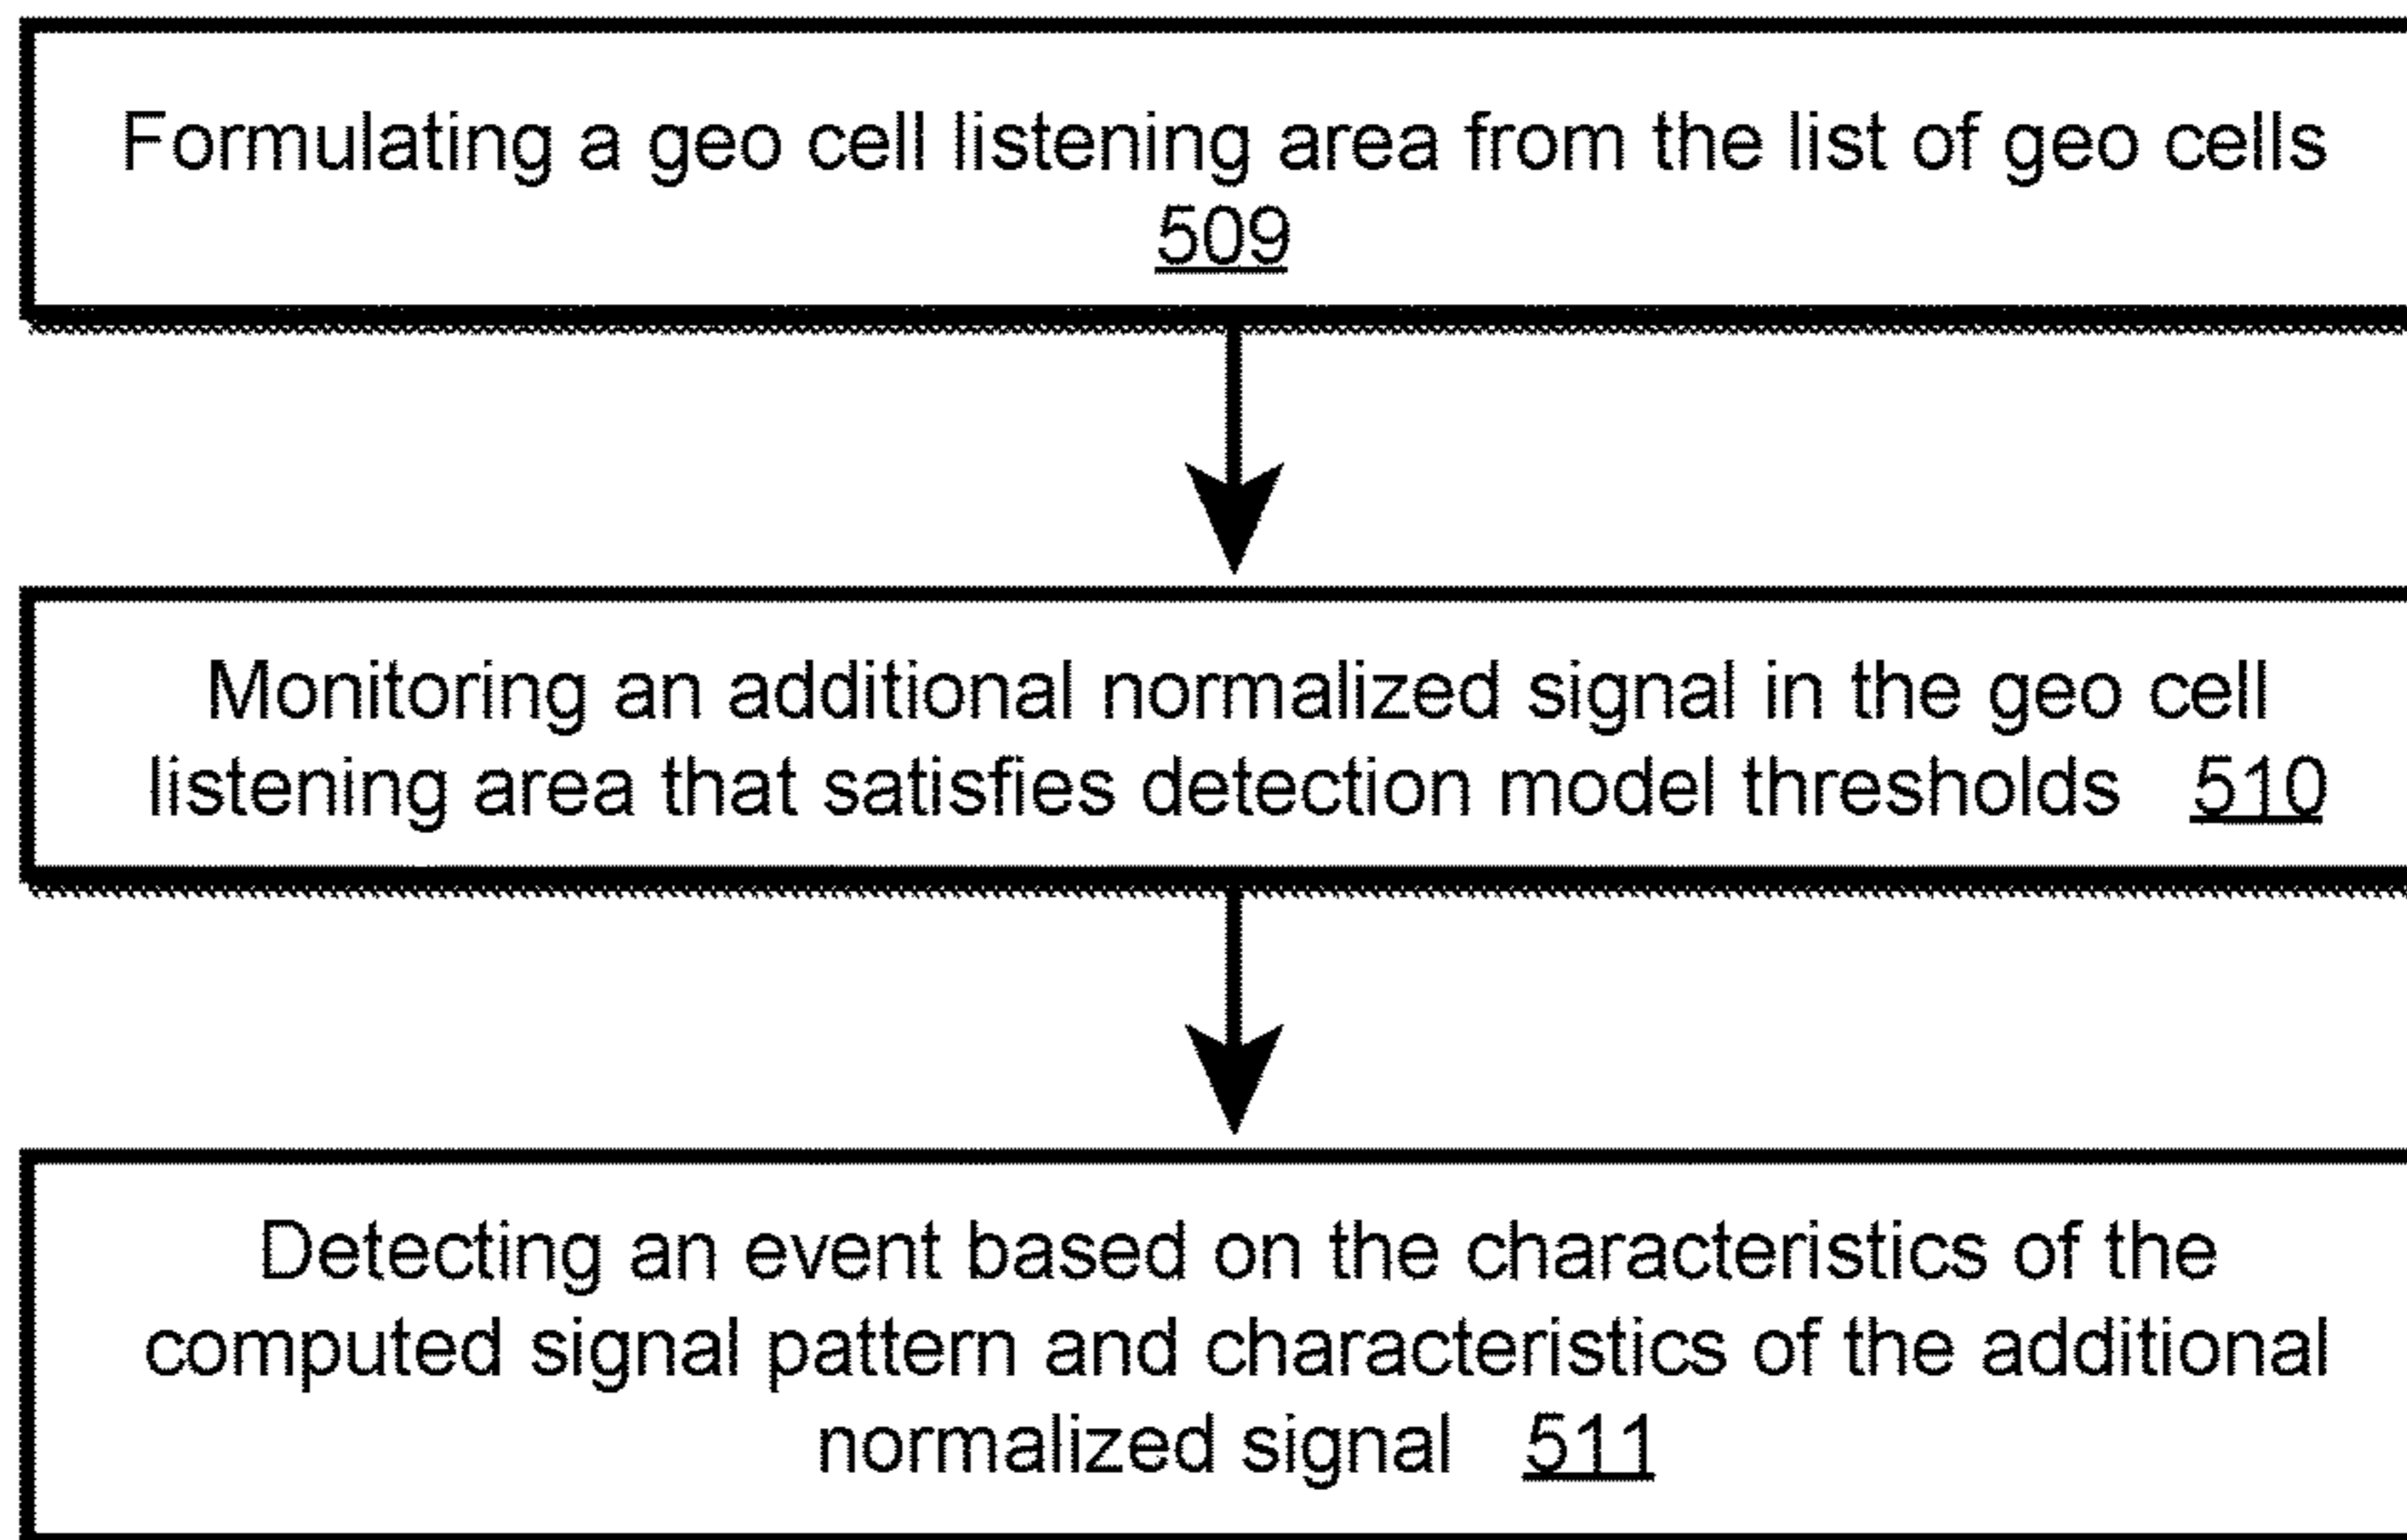 Formulating a geo cell listening area from the list of geo cells
509
Monitoring an additional normalized signal in the geo cell
listening area that satisfies detection model thresholds 510
Detecting an event based on the characteristics of the
computed signal pattern and characteristics of the additional
normalized signal 511